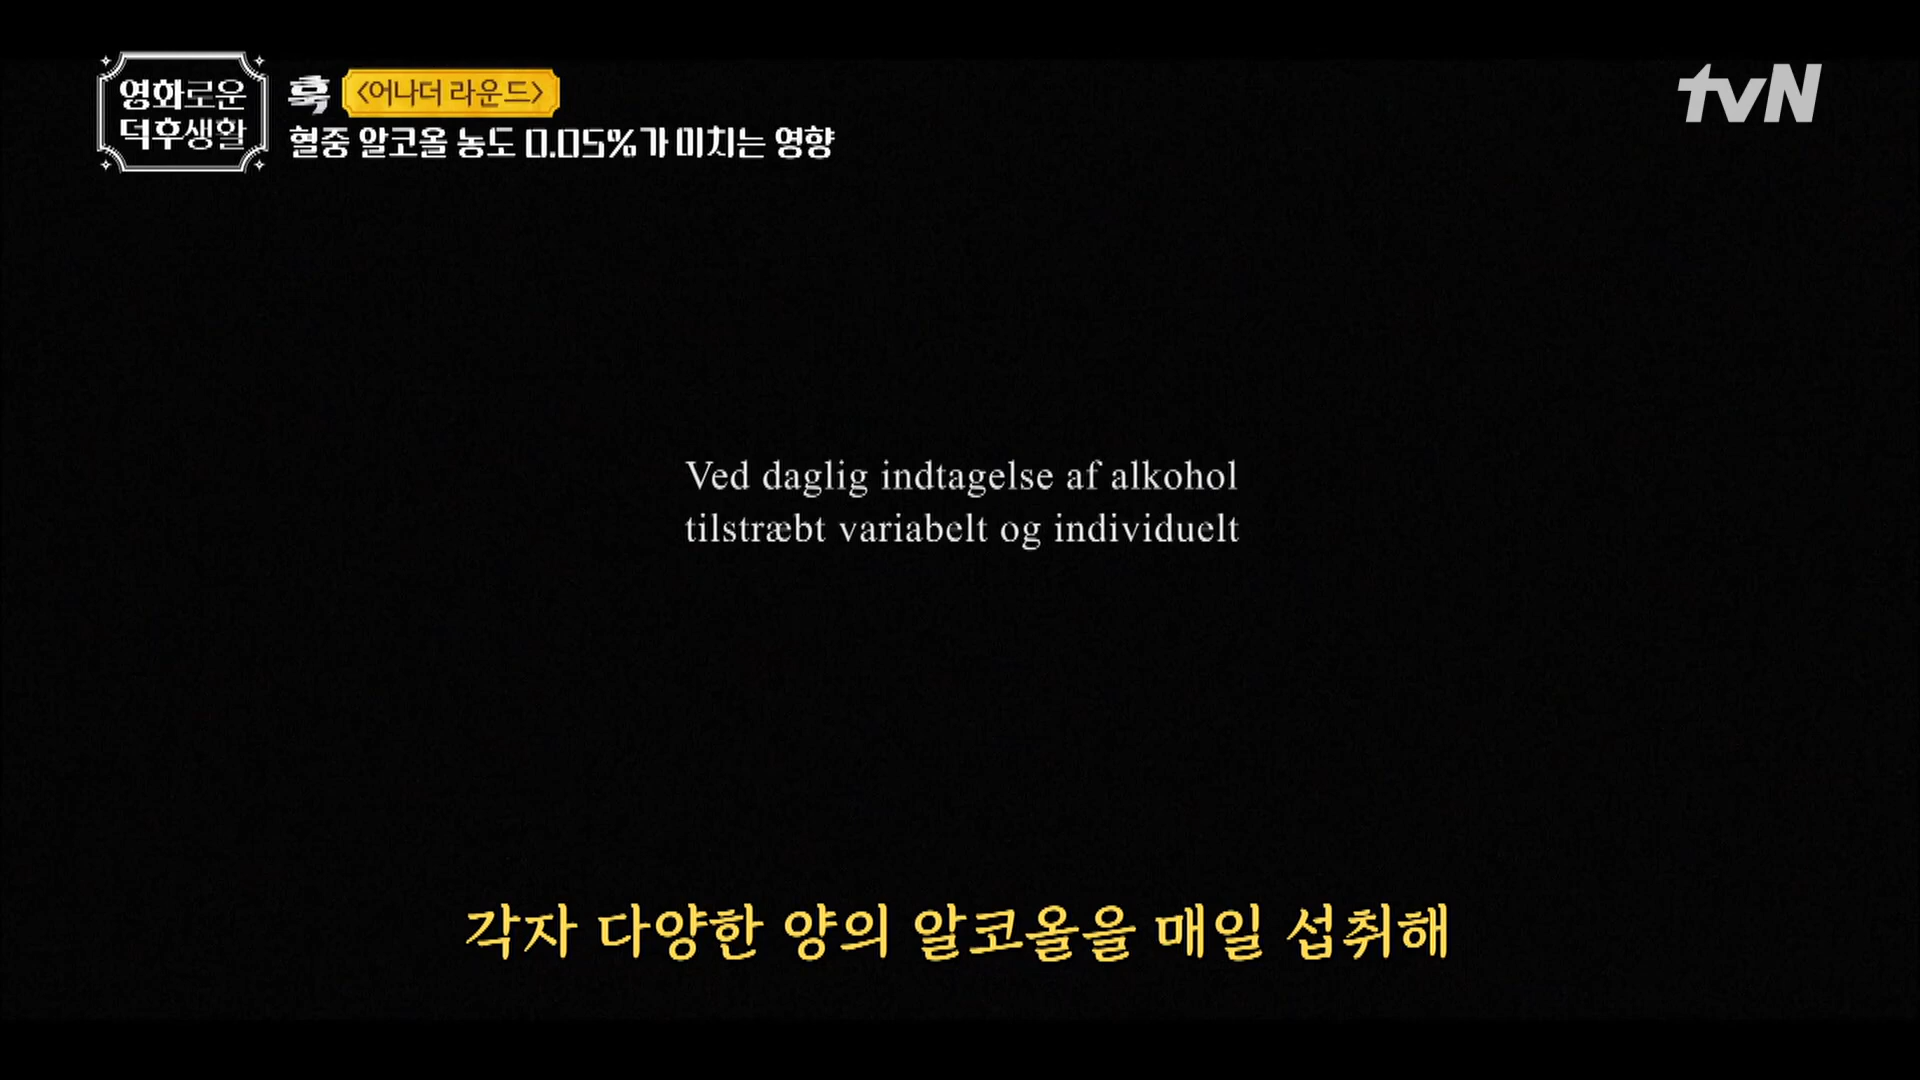 영화로운
덕후생활
훅 <어나더 라운드>
혈중 알코올 농도 0.05%가 미치는 영향
tvN
Ved daglig indtagelse af alkohol
tilstræbt variabelt og individuelt
각자 다양한 양의 알코올을 매일 섭취해